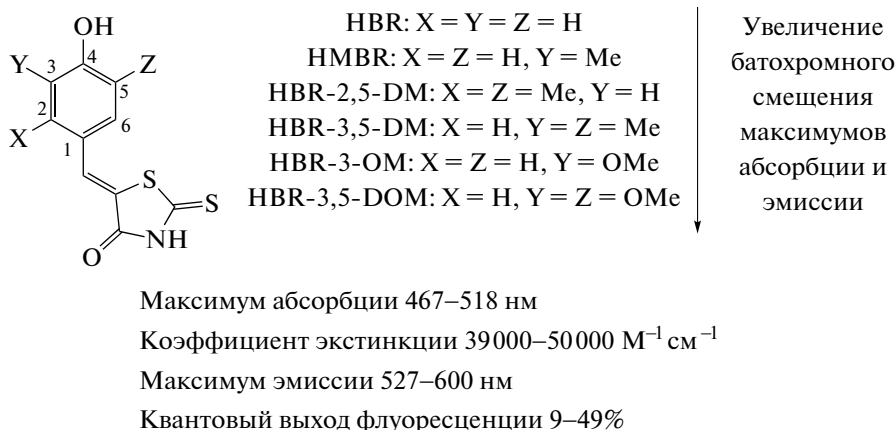 OH
Y
3
4
Z
5
2
6
X
1
S
S
NH
O
HBR: X = Y = Z = H
HMBR: X = Z = H, Y = Me
HBR-2,5-DM: X = Z = Me, Y = H
HBR-3,5-DM: X = H, Y = Z = Me
HBR-3-OM: X = Z = H, Y = OMe
HBR-3,5-DOM: X = H, Y = Z = OMe
Увеличение
батохромного
смещения
максимумов
абсорбции и
эмиссии
Максимум абсорбции 467–518 нм
Коэффициент экстинкции 39000–50000 М⁻¹ см⁻¹
Максимум эмиссии 527–600 нм
Квантовый выход флуоресценции 9–49%